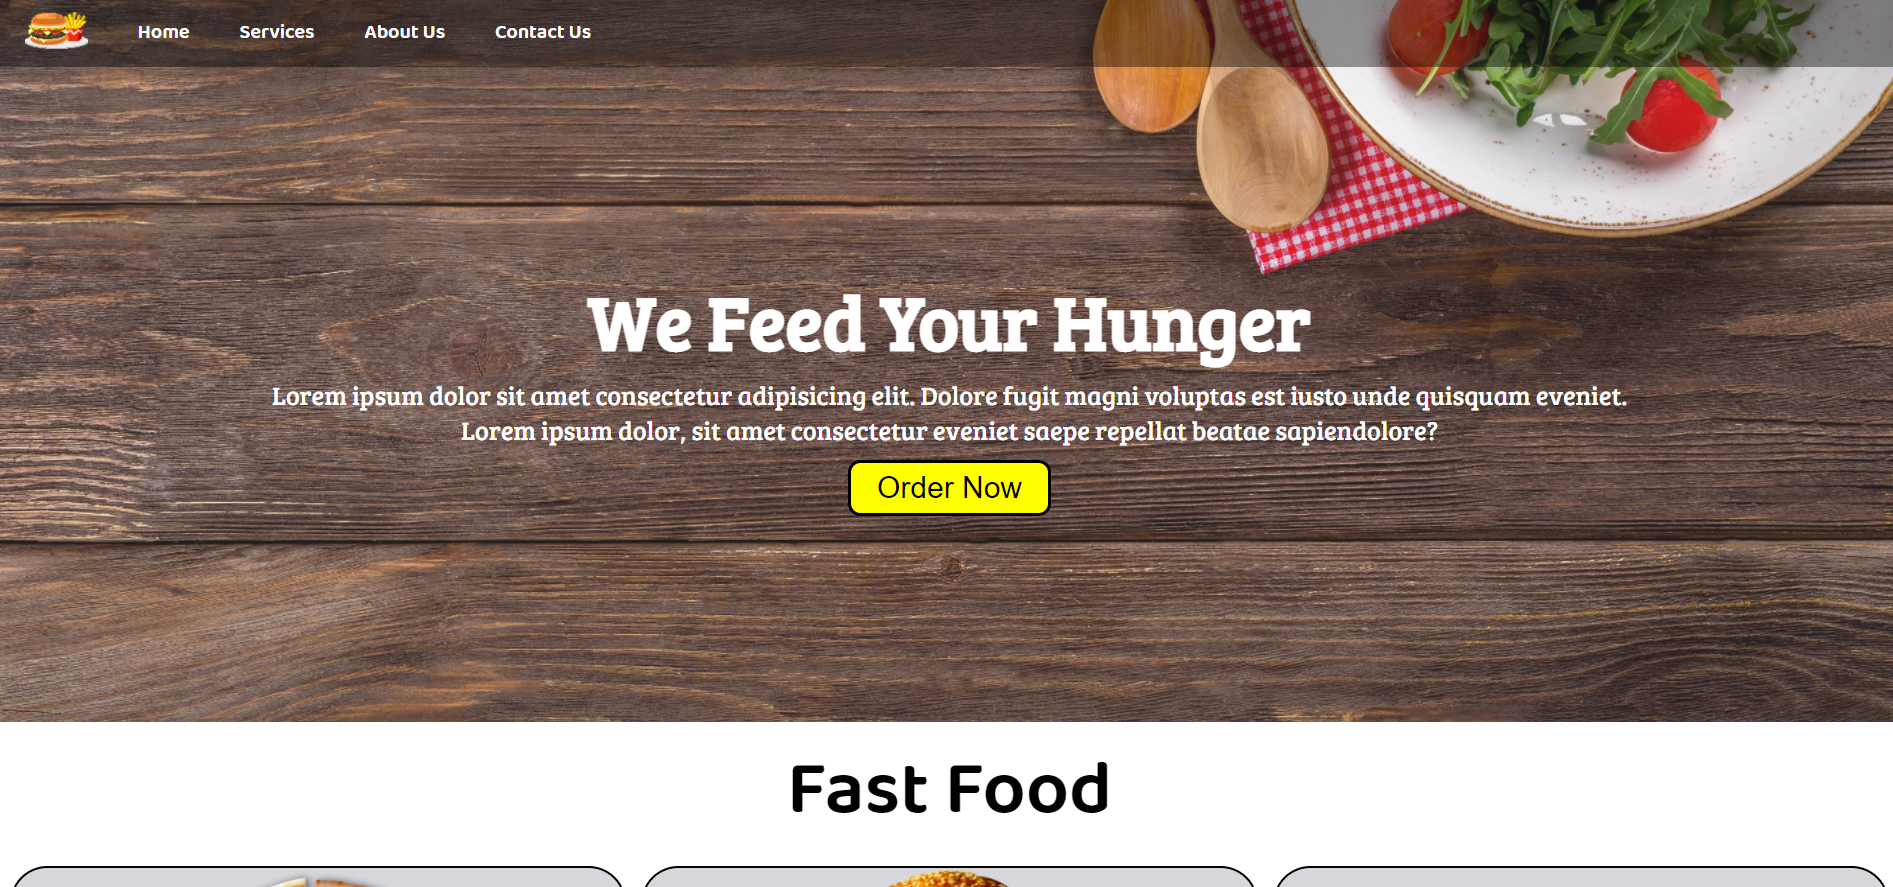 Home Services About Us Contact Us
We Feed Your Hunger
Lorem ipsum dolor sit amet consectetur adipisicing elit. Dolore fugit magni voluptas est iusto unde quisquam eveniet.
Lorem ipsum dolor, sit amet consectetur eveniet saepe repellat beatae sapiendolore?
Order Now
Fast Food